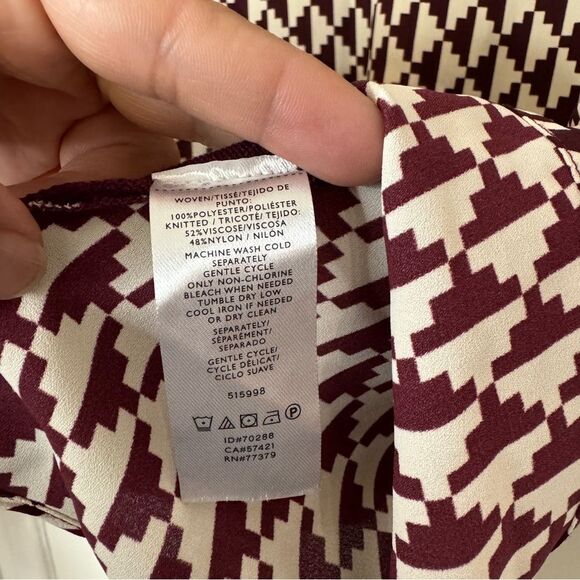 WOVEN/TISSÉ/TEJIDO DE
PUNTO:
100%POLYESTER/POLIÉSTER
KNITTED / TRICOTÉ / TEJIDO:
52%VISCOSE/VISCOSA
48%NYLON / NILÓN
MACHINE WASH COLD
SEPARATELY
GENTLE CYCLE
ONLY NON-CHLORINE
BLEACH WHEN NEEDED
TUMBLE DRY LOW
COOL IRON IF NEEDED
OR DRY CLEAN
SEPARATELY/
SÉPARÉMENT/
SEPARADO
GENTLE CYCLE/
CYCLE DÉLICAT/
CICLO SUAVE
515998
P
ID#70288
CA#57421
RN#77379